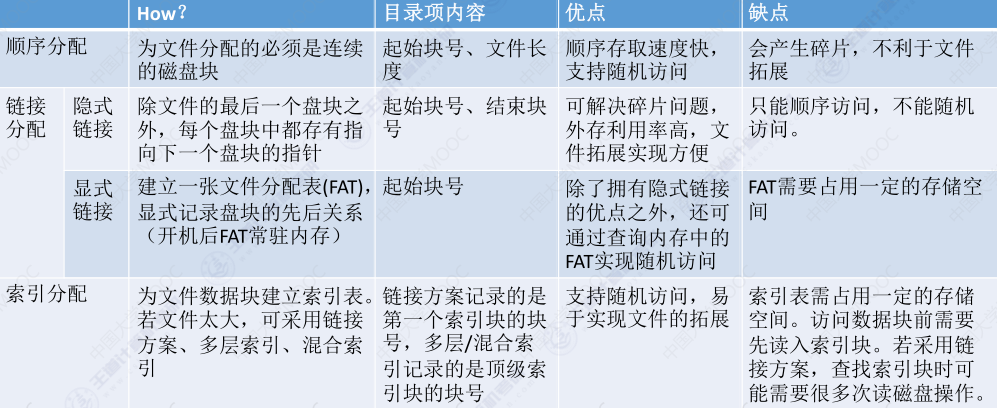 How?
目录项内容
优点
缺点
顺序分配
为文件分配的必须是连续
的磁盘块
起始块号、文件长
度
顺序存取速度快，
支持随机访问
会产生碎片，不利于文件
拓展
链接
分配
隐式
链接
除文件的最后一个盘块之
外，每个盘块中都存有指
向下一个盘块的指针
起始块号、结束块
号
可解决碎片问题，
外存利用率高，文
件拓展实现方便
只能顺序访问，不能随机
访问。
显式
链接
建立一张文件分配表(FAT)，
显式记录盘块的先后关系
（开机后FAT常驻内存）
起始块号
除了拥有隐式链接
的优点之外，还可
通过查询内存中的
FAT实现随机访问
FAT需要占用一定的存储空
间
索引分配
为文件数据块建立索引表。
若文件太大，可采用链接
方案、多层索引、混合索
引
链接方案记录的是
第一个索引块的块
号，多层/混合索
引记录的是顶级索
引块的块号
支持随机访问，易
于实现文件的拓展
索引表需占用一定的存储
空间。访问数据块前需要
先读入索引块。若采用链
接方案，查找索引块时可
能需要很多次读磁盘操作。